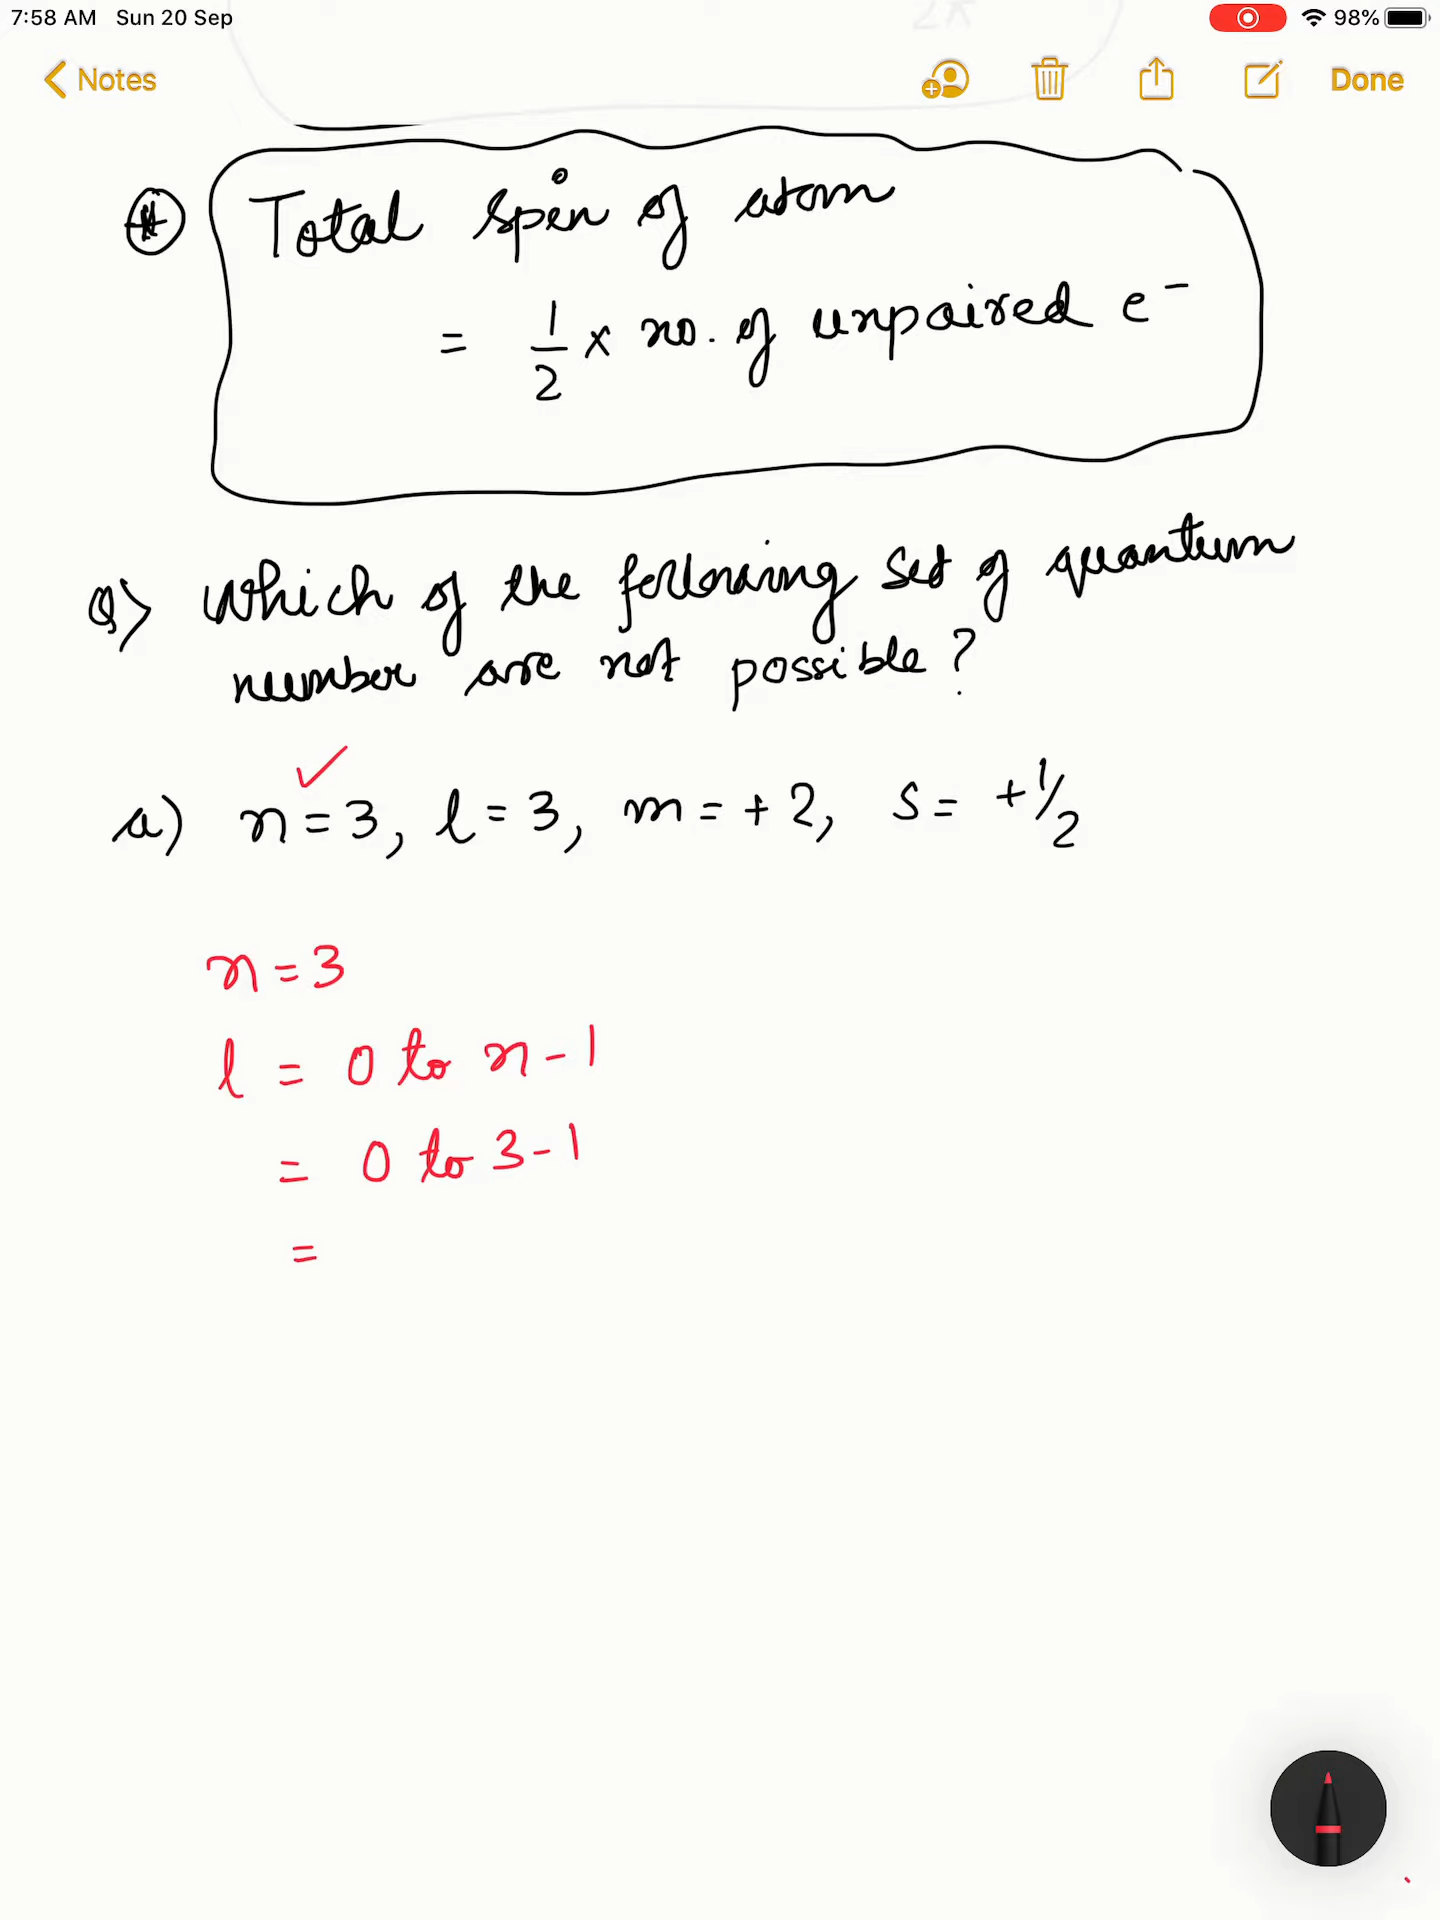 7:58 AM Sun 20 Sep 98%
Notes Done
Total spin of atom
= 1/2 x no. of unpaired e⁻
Q> Which of the following set of quantum
number are not possible?
a) n=3, l=3, m=+2, s=+1/2
n=3
l = 0 to n-1
= 0 to 3-1
=